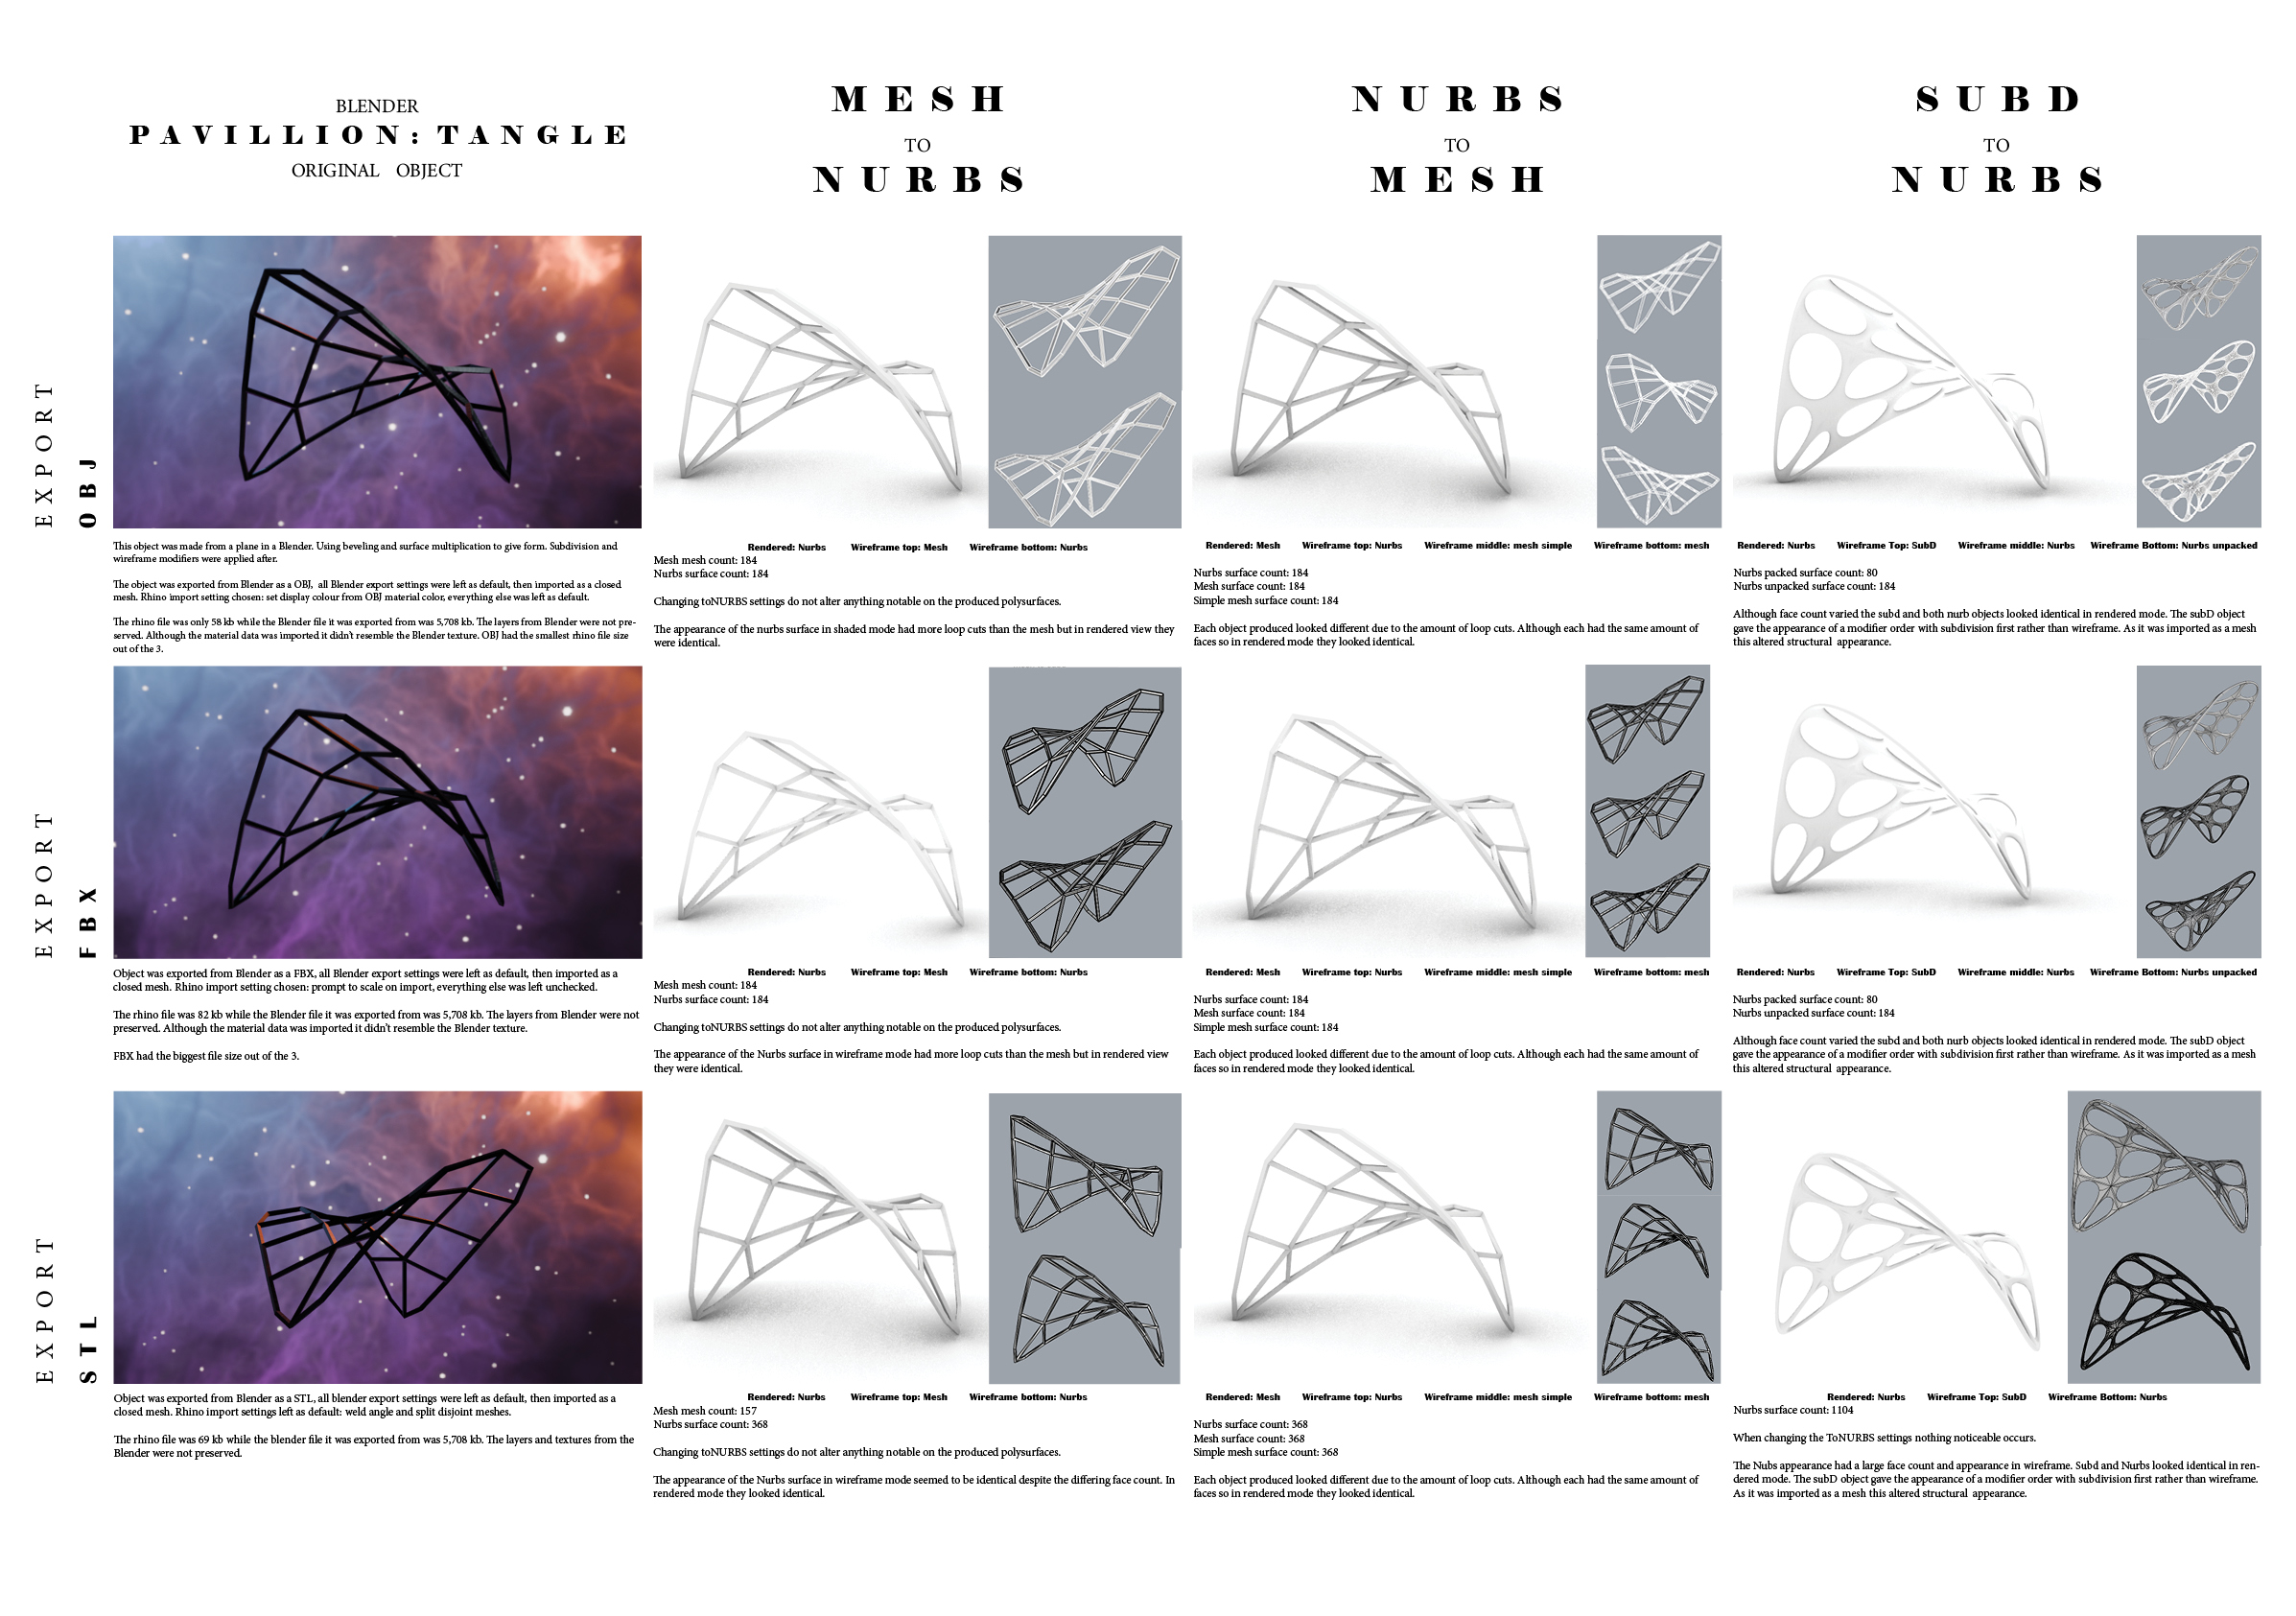 BLENDER
PAVILLION: TANGLE
ORIGINAL OBJECT
MESH
TO
NURBS
NURBS
TO
MESH
SUBD
TO
NURBS
EXPORT
OBJ
This object was made from a plane in a Blender. Using beveling and surface multiplication to give form. Subdivision and
wireframe modifiers were applied after.
The object was exported from Blender as a OBJ, all Blender export settings were left as default, then imported as a closed
mesh. Rhino import setting chosen: set display colour from OBJ material color, everything else was left as default.
The rhino file was only 58 kb while the Blender file it was exported from was 5,708 kb. The layers from Blender were not pre-
served. Although the material data was imported it didn't resemble the Blender texture. OBJ had the smallest rhino file size
out of the 3.
Rendered: Nurbs Wireframe top: Mesh Wireframe bottom: Nurbs
Mesh mesh count: 184
Nurbs surface count: 184
Changing toNURBS settings do not alter anything notable on the produced polysurfaces.
The appearance of the nurbs surface in shaded mode had more loop cuts than the mesh but in rendered view they
were identical.
Rendered: Mesh Wireframe top: Nurbs Wireframe middle: mesh simple Wireframe bottom: mesh
Nurbs surface count: 184
Mesh surface count: 184
Simple mesh surface count: 184
Each object produced looked different due to the amount of loop cuts. Although each had the same amount of
faces so in rendered mode they looked identical.
Rendered: Nurbs Wireframe Top: SubD Wireframe middle: Nurbs Wireframe Bottom: Nurbs unpacked
Nurbs packed surface count: 80
Nurbs unpacked surface count: 184
Although face count varied the subd and both nurb objects looked identical in rendered mode. The subD object
gave the appearance of a modifier order with subdivision first rather than wireframe. As it was imported as a mesh
this altered structural appearance.
EXPORT
FBX
Object was exported from Blender as a FBX, all Blender export settings were left as default, then imported as a
closed mesh. Rhino import setting chosen: prompt to scale on import, everything else was left unchecked.
The rhino file was 82 kb while the Blender file it was exported from was 5,708 kb. The layers from Blender were not
preserved. Although the material data was imported it didn't resemble the Blender texture.
FBX had the biggest file size out of the 3.
Rendered: Nurbs Wireframe top: Mesh Wireframe bottom: Nurbs
Mesh mesh count: 184
Nurbs surface count: 184
Changing toNURBS settings do not alter anything notable on the produced polysurfaces.
The appearance of the Nurbs surface in wireframe mode had more loop cuts than the mesh but in rendered view
they were identical.
Rendered: Mesh Wireframe top: Nurbs Wireframe middle: mesh simple Wireframe bottom: mesh
Nurbs surface count: 184
Mesh surface count: 184
Simple mesh surface count: 184
Each object produced looked different due to the amount of loop cuts. Although each had the same amount of
faces so in rendered mode they looked identical.
Rendered: Nurbs Wireframe Top: SubD Wireframe middle: Nurbs Wireframe Bottom: Nurbs unpacked
Nurbs packed surface count: 80
Nurbs unpacked surface count: 184
Although face count varied the subd and both nurb objects looked identical in rendered mode. The subD object
gave the appearance of a modifier order with subdivision first rather than wireframe. As it was imported as a mesh
this altered structural appearance.
EXPORT
STL
Object was exported from Blender as a STL, all blender export settings were left as default, then imported as a
closed mesh. Rhino import settings left as default: weld angle and split disjoint meshes.
The rhino file was 69 kb while the blender file it was exported from was 5,708 kb. The layers and textures from the
Blender were not preserved.
Rendered: Nurbs Wireframe top: Mesh Wireframe bottom: Nurbs
Mesh mesh count: 157
Nurbs surface count: 368
Changing toNURBS settings do not alter anything notable on the produced polysurfaces.
The appearance of the Nurbs surface in wireframe mode seemed to be identical despite the differing face count. In
rendered mode they looked identical.
Rendered: Mesh Wireframe top: Nurbs Wireframe middle: mesh simple Wireframe bottom: mesh
Nurbs surface count: 368
Mesh surface count: 368
Simple mesh surface count: 368
Each object produced looked different due to the amount of loop cuts. Although each had the same amount of
faces so in rendered mode they looked identical.
Rendered: Nurbs Wireframe Top: SubD Wireframe Bottom: Nurbs
Nurbs surface count: 1104
When changing the ToNURBS settings nothing noticeable occurs.
The Nubs appearance had a large face count and appearance in wireframe. Subd and Nurbs looked identical in ren-
dered mode. The subD object gave the appearance of a modifier order with subdivision first rather than wireframe.
As it was imported as a mesh this altered structural appearance.